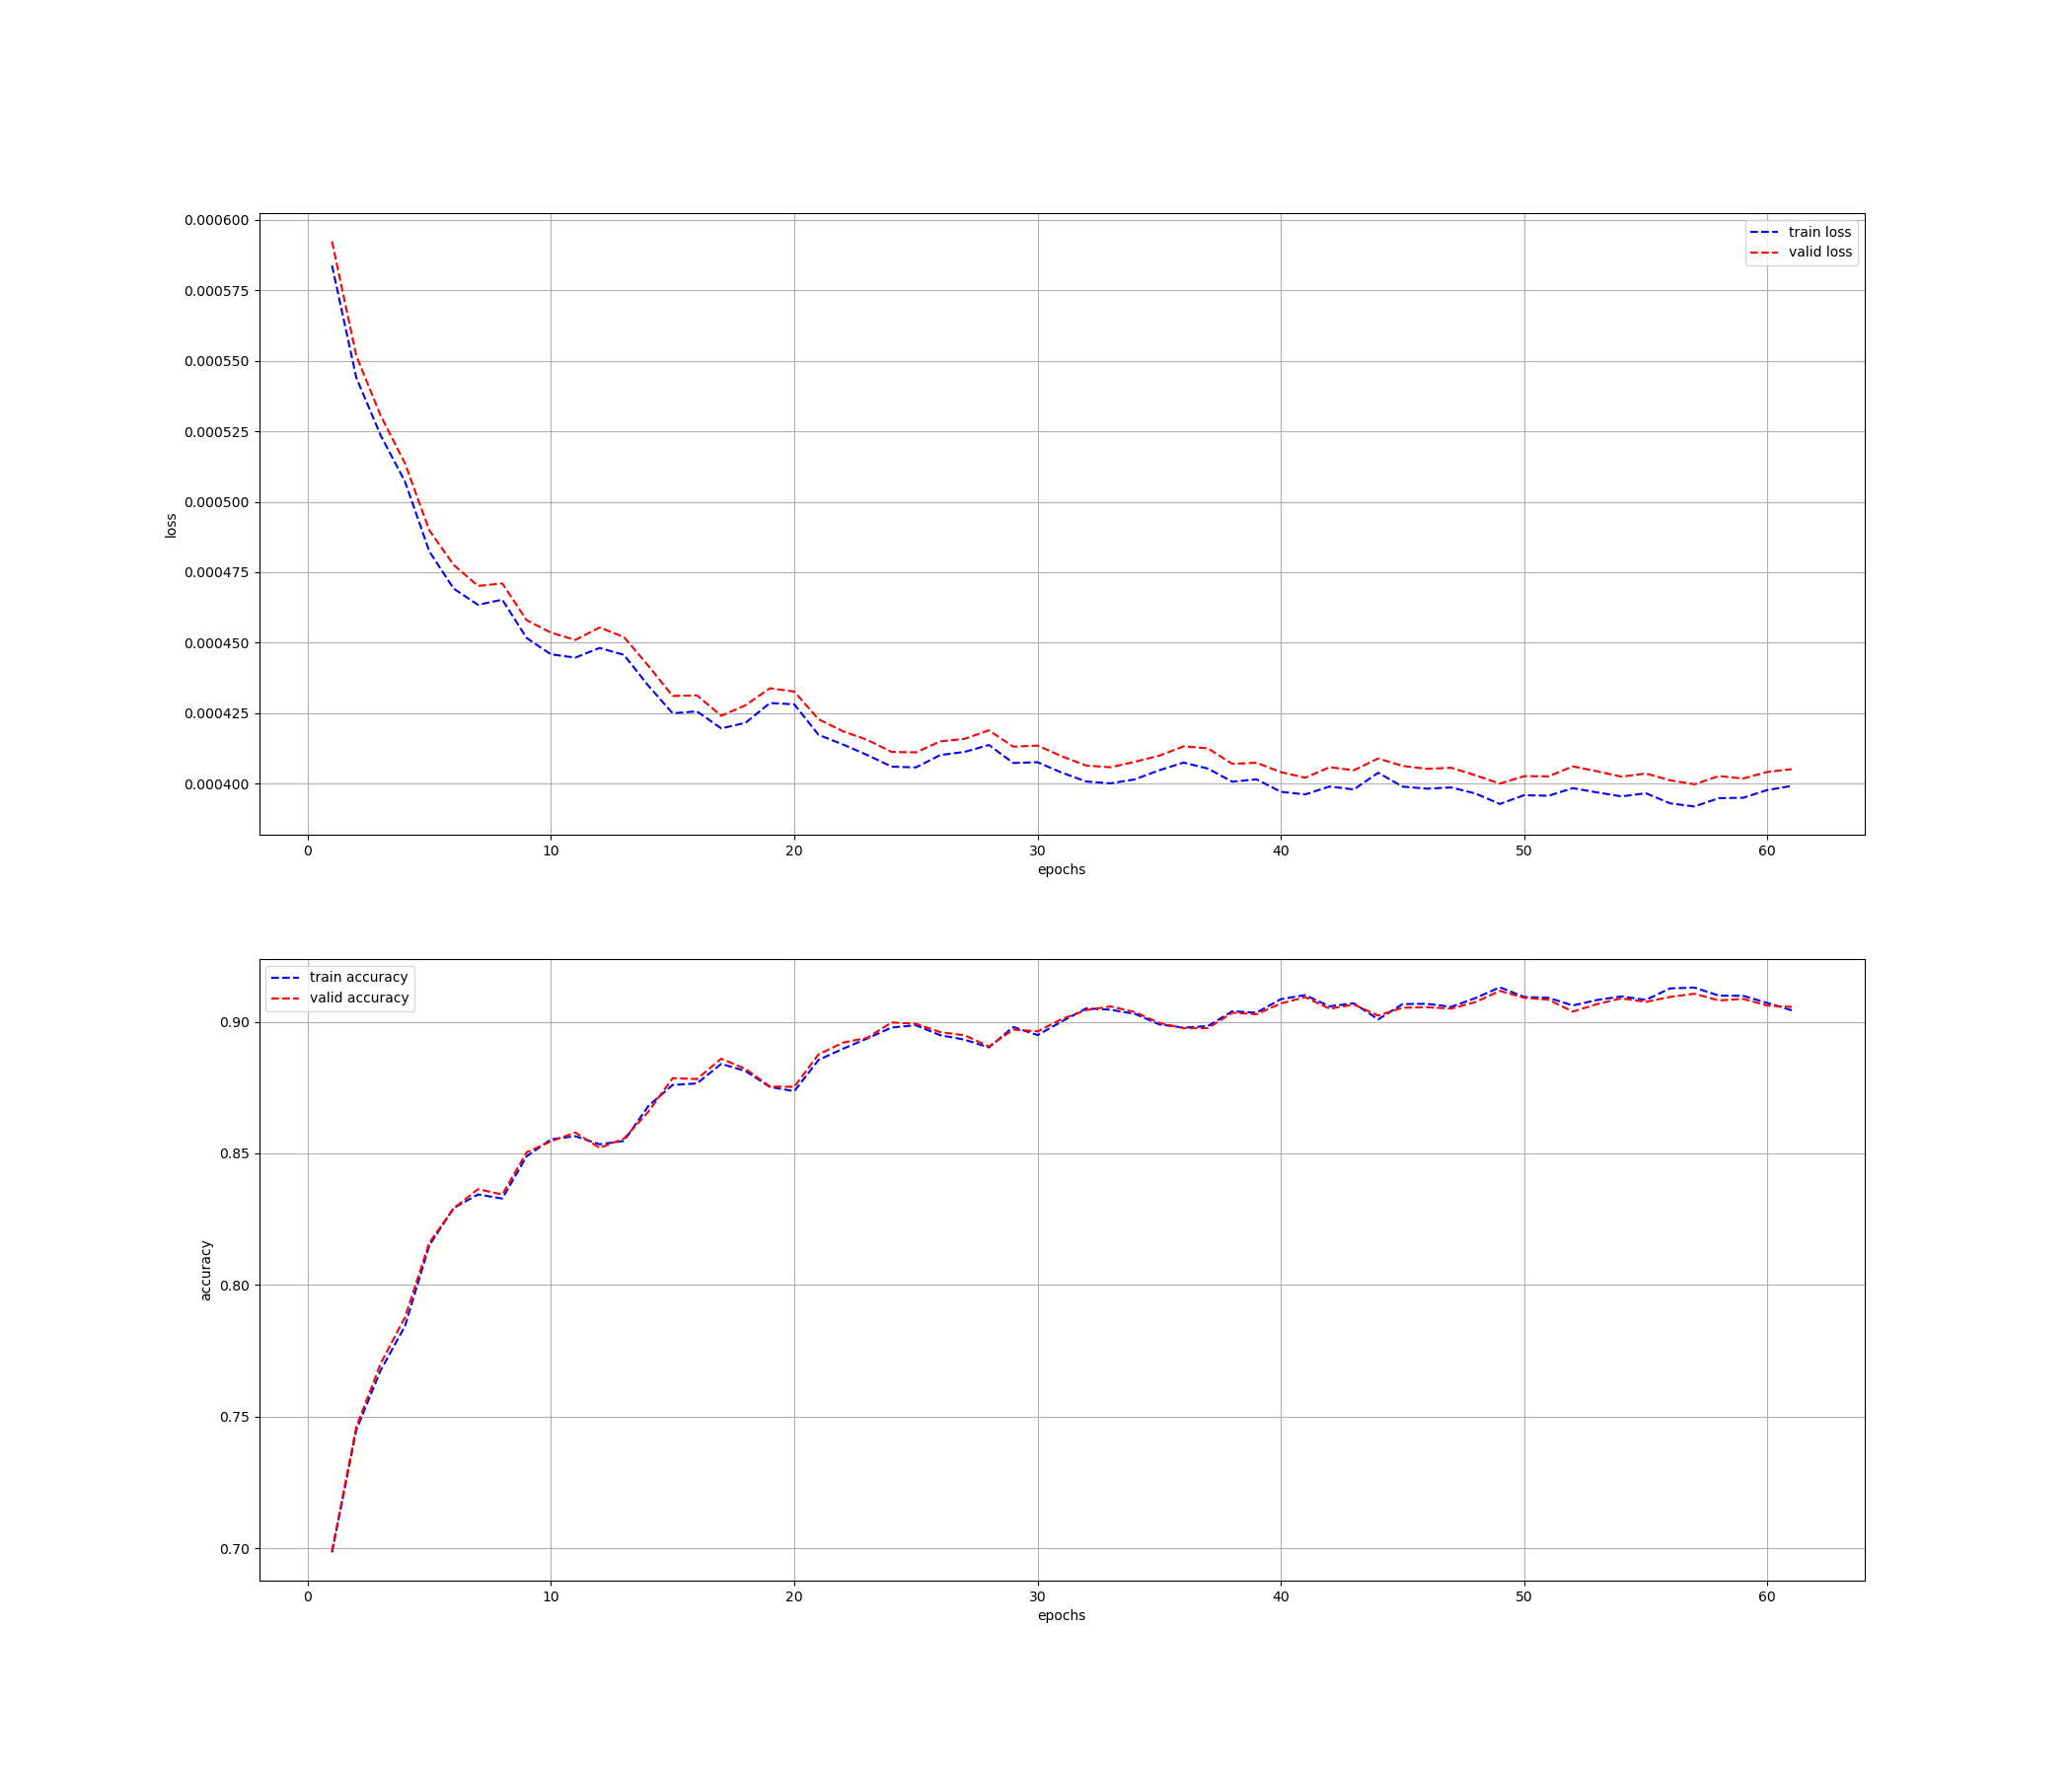 0.000600
0.000575
0.000550
0.000525
0.000500
0.000475
0.000450
0.000425
0.000400
loss
train loss
valid loss
0 10 20 30 40 50 60
epochs
train accuracy
valid accuracy
0.90
0.85
0.80
0.75
0.70
accuracy
0 10 20 30 40 50 60
epochs